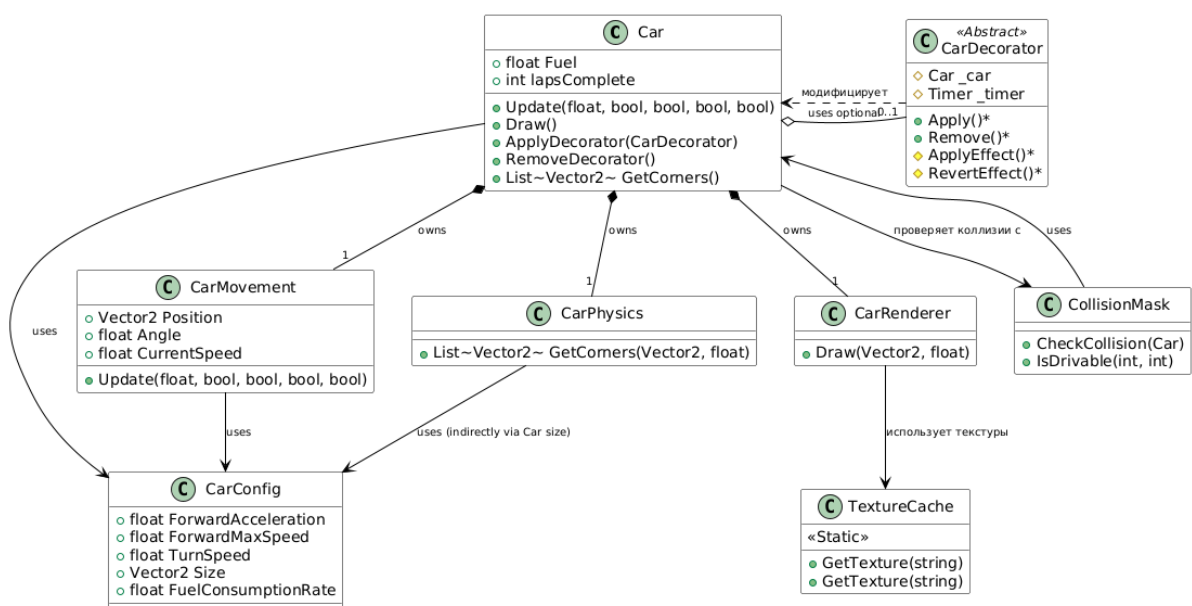 C Car
float Fuel
int lapsComplete
Update(float, bool, bool, bool, bool)
Draw()
ApplyDecorator(CarDecorator)
RemoveDecorator()
List~Vector2~ GetCorners()
«Abstract»
C CarDecorator
Car _car
Timer _timer
Apply()*
Remove()*
ApplyEffect()*
RevertEffect()*
модифицирует
uses optional
0..1
owns
1
owns
1
owns
1
проверяет коллизии с
uses
uses
C CarMovement
Vector2 Position
float Angle
float CurrentSpeed
Update(float, bool, bool, bool, bool)
C CarPhysics
List~Vector2~ GetCorners(Vector2, float)
C CarRenderer
Draw(Vector2, float)
C CollisionMask
CheckCollision(Car)
IsDrivable(int, int)
uses
uses (indirectly via Car size)
использует текстуры
C CarConfig
float ForwardAcceleration
float ForwardMaxSpeed
float TurnSpeed
Vector2 Size
float FuelConsumptionRate
C TextureCache
«Static»
GetTexture(string)
GetTexture(string)